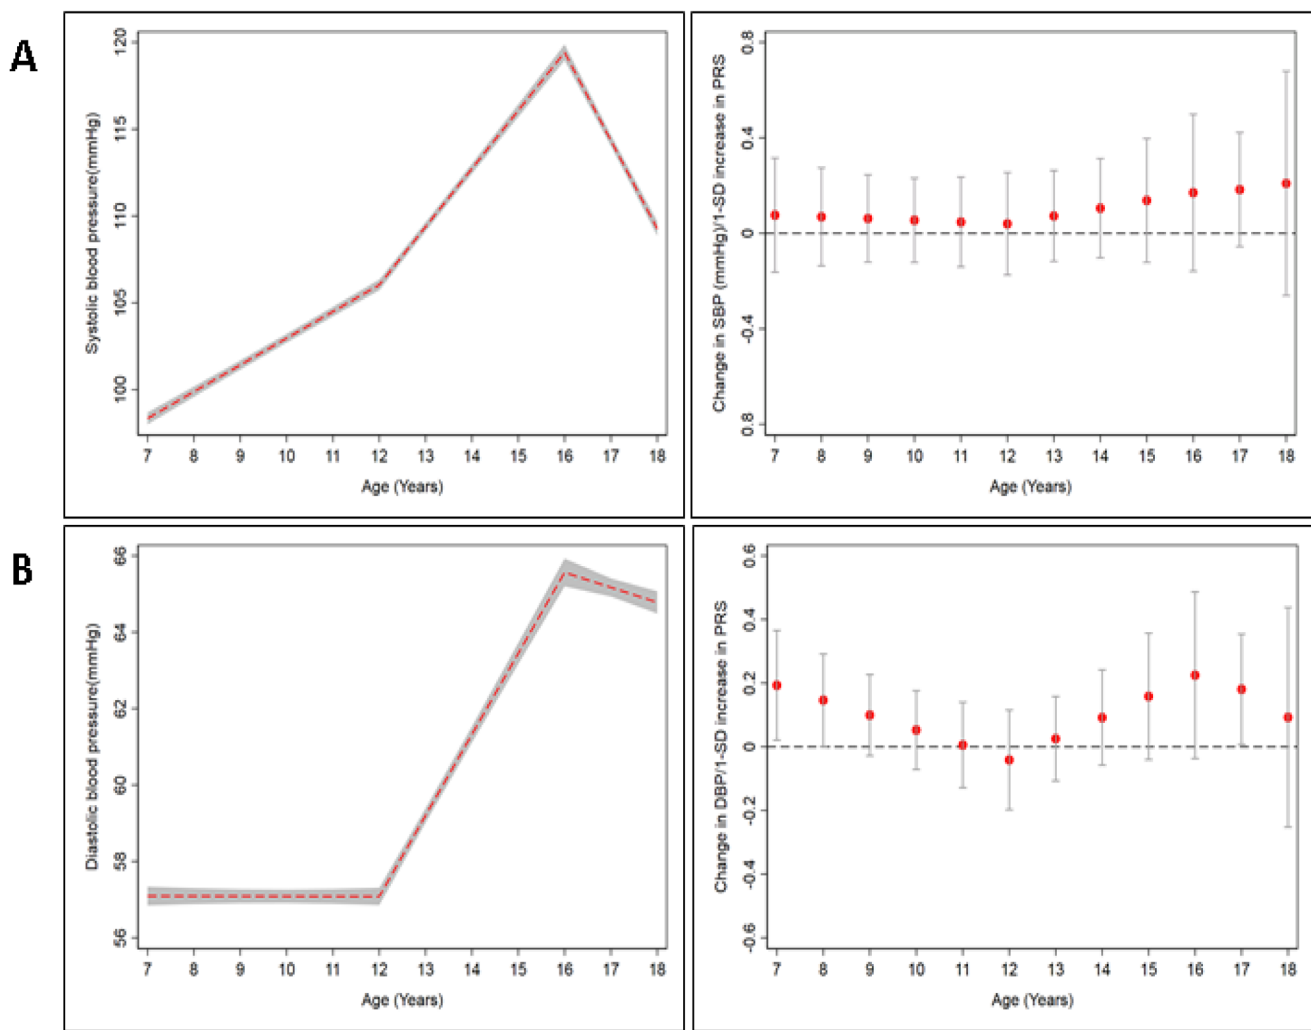 A
Systolic blood pressure(mmHg)
120
115
110
105
100
7 8 9 10 11 12 13 14 15 16 17 18
Age (Years)
Change in SBP (mmHg)/1-SD increase in PRS
0.8
0.4
0
-0.4
0.8
7 8 9 10 11 12 13 14 15 16 17 18
Age (Years)
B
Diastolic blood pressure(mmHg)
66
64
62
60
58
56
7 8 9 10 11 12 13 14 15 16 17 18
Age (Years)
Change in DBP/1-SD increase in PRS
0.6
0.4
0.2
0
-0.2
-0.4
-0.6
7 8 9 10 11 12 13 14 15 16 17 18
Age (Years)